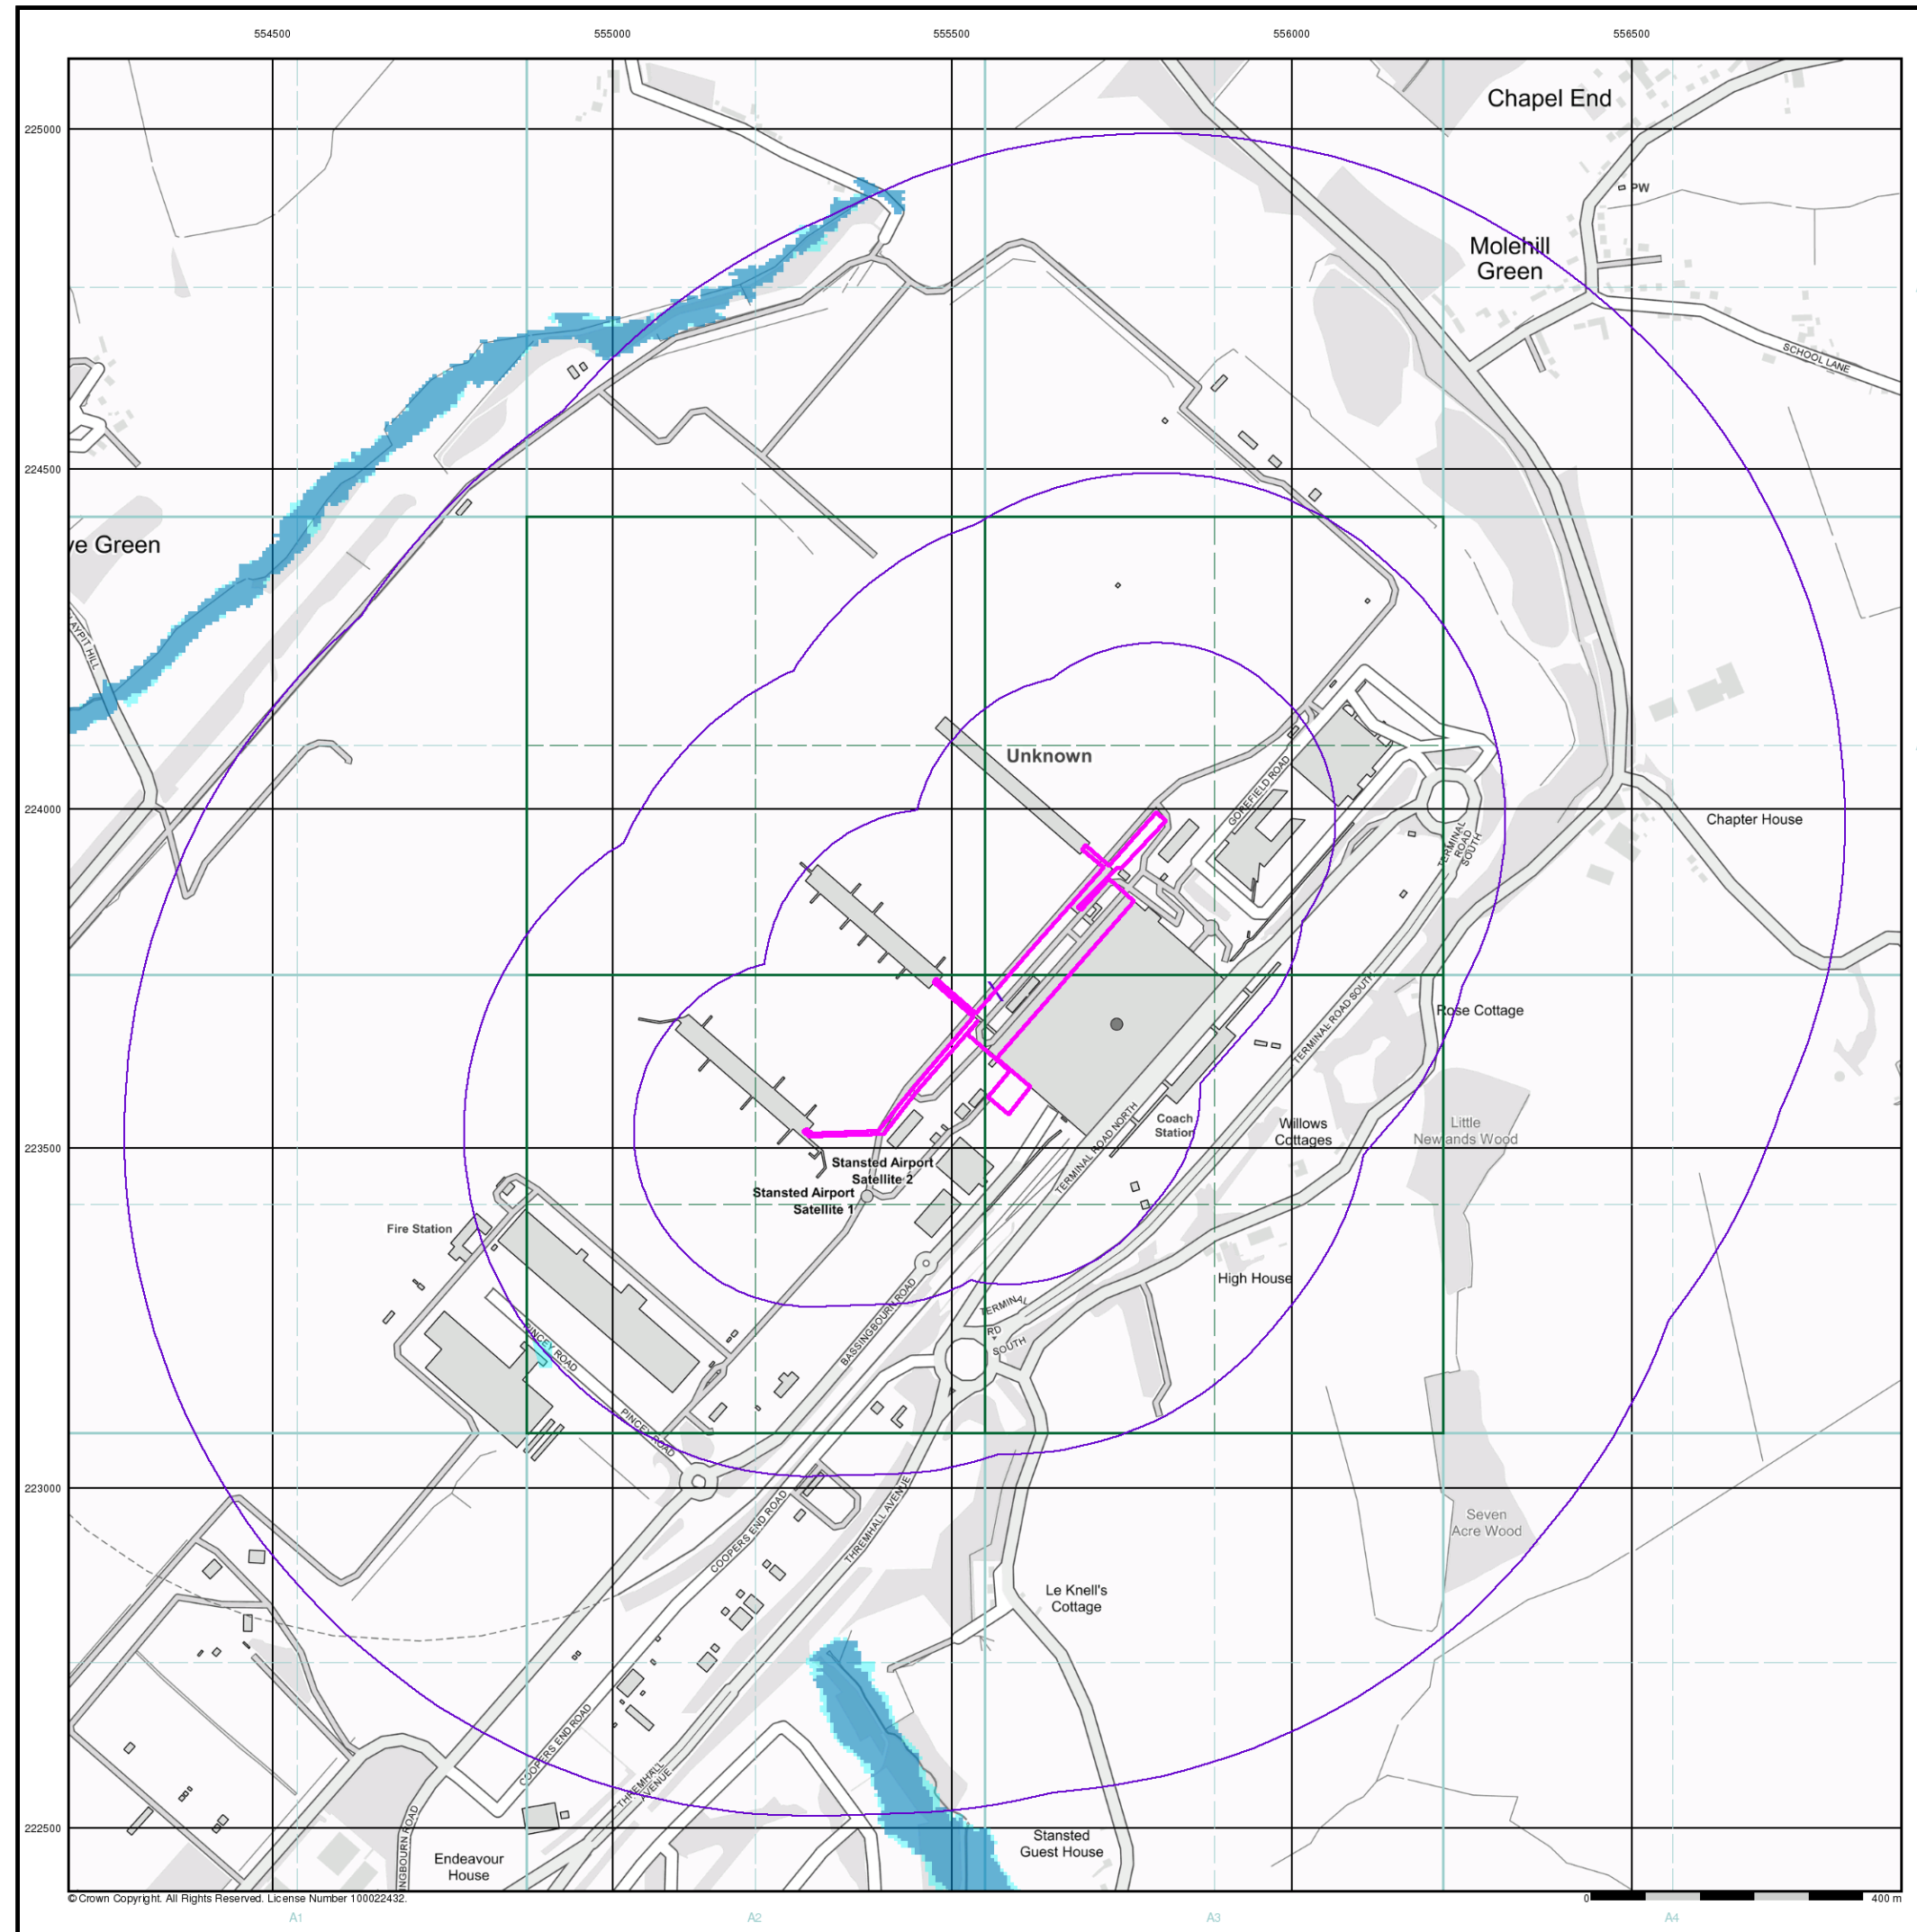 554500
555000
555500
556000
556500
225000
224500
224000
223500
223000
222500
Chapel End
PW
Molehill
Green
SCHOOL LANE
ve Green
AYPIT HILL
Unknown
GOREFIELD ROAD
TERMINAL
ROAD
SOUTH
Chapter House
X
Rose Cottage
TERMINAL ROAD SOUTH
Coach
Station
TERMINAL ROAD NORTH
Willows
Cottages
Little
Newlands Wood
Stansted Airport
Satellite 2
Stansted Airport
Satellite 1
Fire Station
High House
TERMINAL
RD
SOUTH
BASSINGBOURN ROAD
PINCEY ROAD
PINCEY ROAD
COOPERS END ROAD
THREMHALL AVENUE
Seven
Acre Wood
Le Knell's
Cottage
COOPERS END ROAD
THREMHALL
AVENUE
NGBOURN ROAD
Endeavour
House
Stansted
Guest House
© Crown Copyright. All Rights Reserved. License Number 100022432.
0
400 m
A1
A2
A3
A4